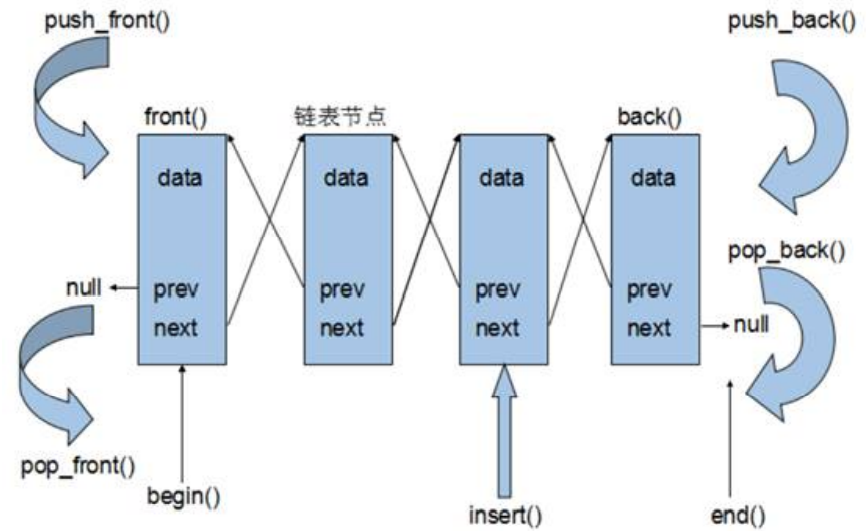 push_front()
push_back()
front()
链表节点
back()
data
data
data
data
pop_back()
null
prev
prev
prev
prev
next
next
next
next
null
pop_front()
begin()
insert()
end()